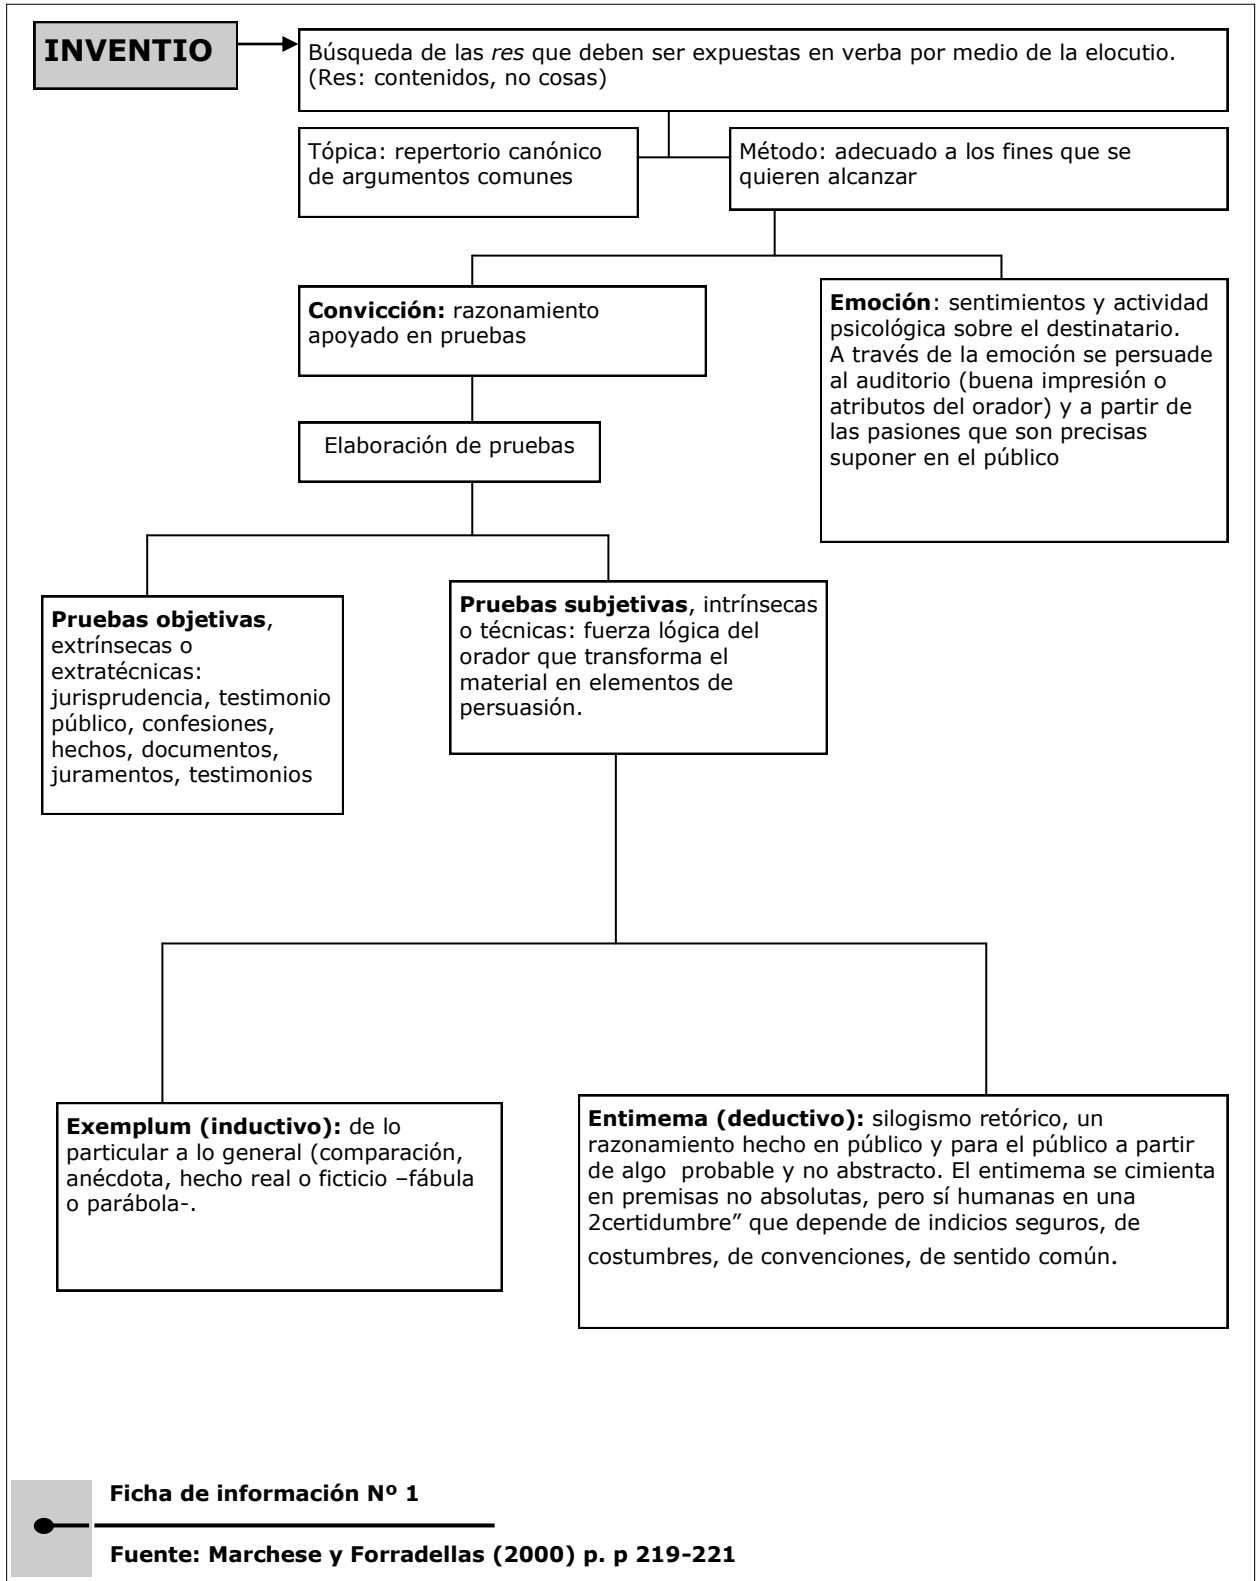 INVENTIO
Búsqueda de las res que deben ser expuestas en verba por medio de la elocutio.
(Res: contenidos, no cosas)
Tópica: repertorio canónico
de argumentos comunes
Método: adecuado a los fines que se
quieren alcanzar
Convicción: razonamiento
apoyado en pruebas
Emoción: sentimientos y actividad
psicológica sobre el destinatario.
A través de la emoción se persuade
al auditorio (buena impresión o
atributos del orador) y a partir de
las pasiones que son precisas
suponer en el público
Elaboración de pruebas
Pruebas objetivas,
extrínsecas o
extratécnicas:
jurisprudencia, testimonio
público, confesiones,
hechos, documentos,
juramentos, testimonios
Pruebas subjetivas, intrínsecas
o técnicas: fuerza lógica del
orador que transforma el
material en elementos de
persuasión.
Exemplum (inductivo): de lo
particular a lo general (comparación,
anécdota, hecho real o ficticio –fábula
o parábola-.
Entimema (deductivo): silogismo retórico, un
razonamiento hecho en público y para el público a partir
de algo  probable y no abstracto. El entimema se cimienta
en premisas no absolutas, pero sí humanas en una
2certidumbre” que depende de indicios seguros, de
costumbres, de convenciones, de sentido común.
Ficha de información Nº 1
Fuente: Marchese y Forradellas (2000) p. p 219-221